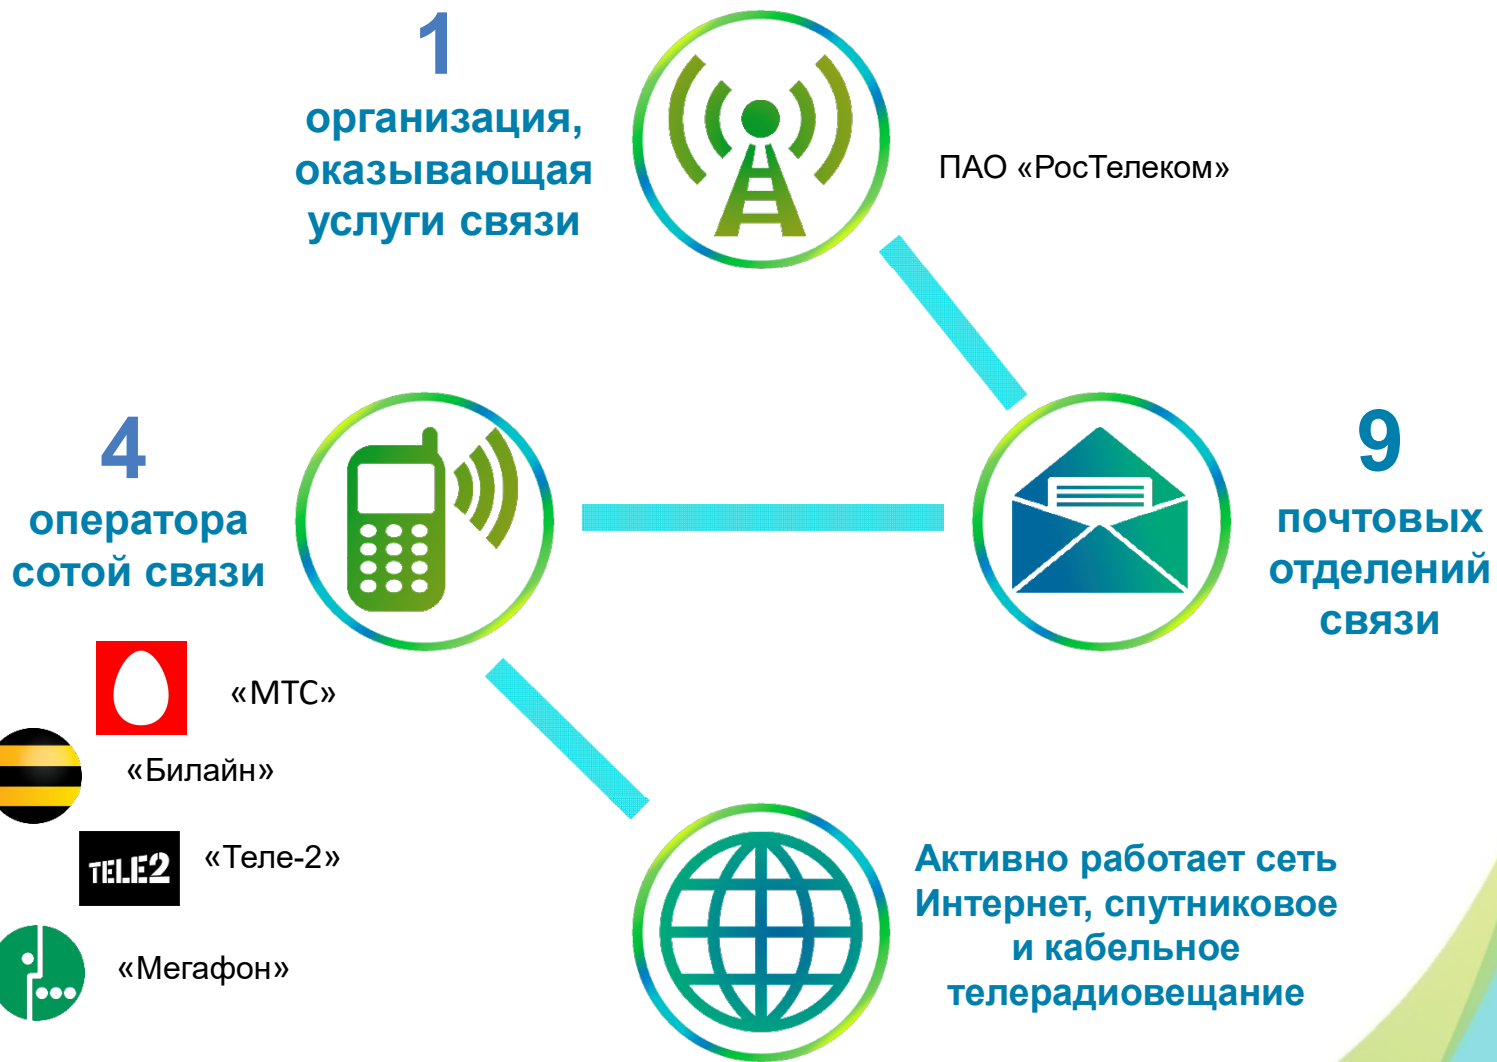 1
организация,
оказывающая
услуги связи
ПАО «РосТелеком»
4
оператора
сотой связи
9
почтовых
отделений
связи
«МТС»
«Билайн»
TELE2
«Теле-2»
«Мегафон»
Активно работает сеть
Интернет, спутниковое
и кабельное
телерадиовещание